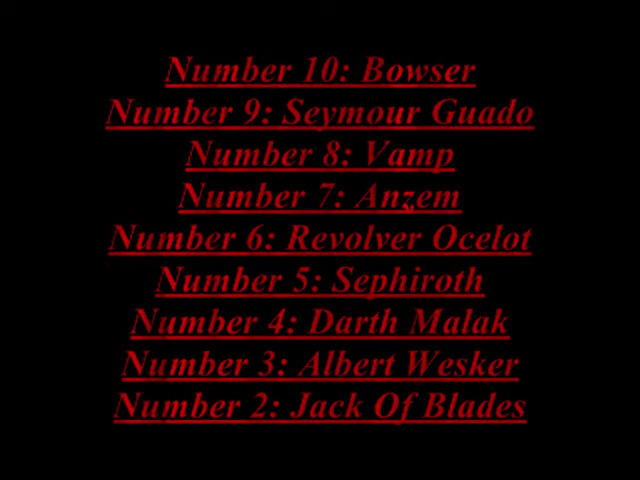 Number 10: Bowser
Number 9: Seymour Guado
Number 8: Vamp
Number 7: Anzem
Number 6: Revolver Ocelot
Number 5: Sephiroth
Number 4: Darth Malak
Number 3: Albert Wesker
Number 2: Jack Of Blades